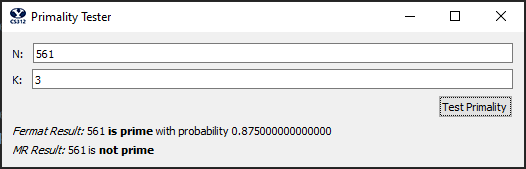 CS312 Primality Tester
N: 561
K: 3
Test Primality
Fermat Result: 561 is prime with probability 0.875000000000000
MR Result: 561 is not prime